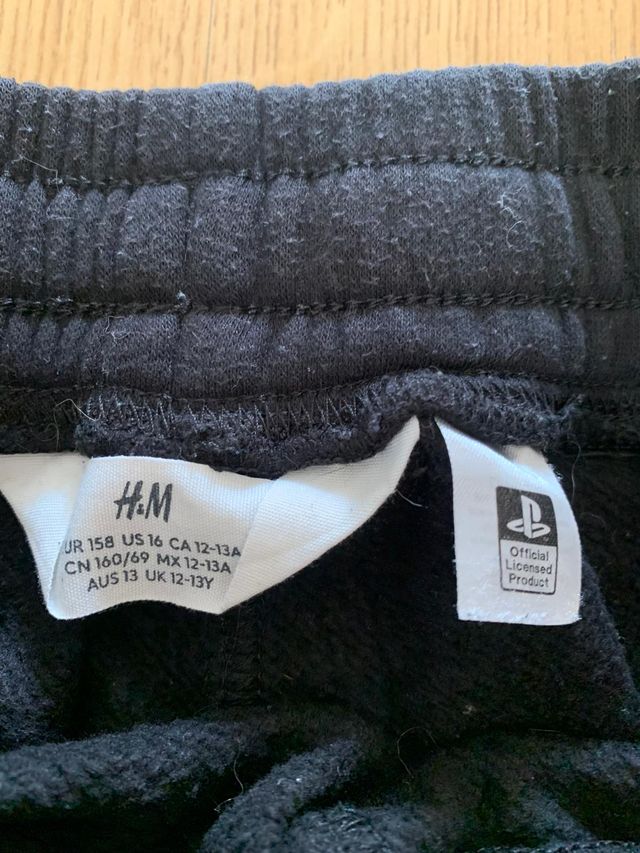 H&M
UR 158 US 16 CA 12-13A
CN 160/69 MX 12-13A
AUS 13 UK 12-13Y
Official
Licensed
Product